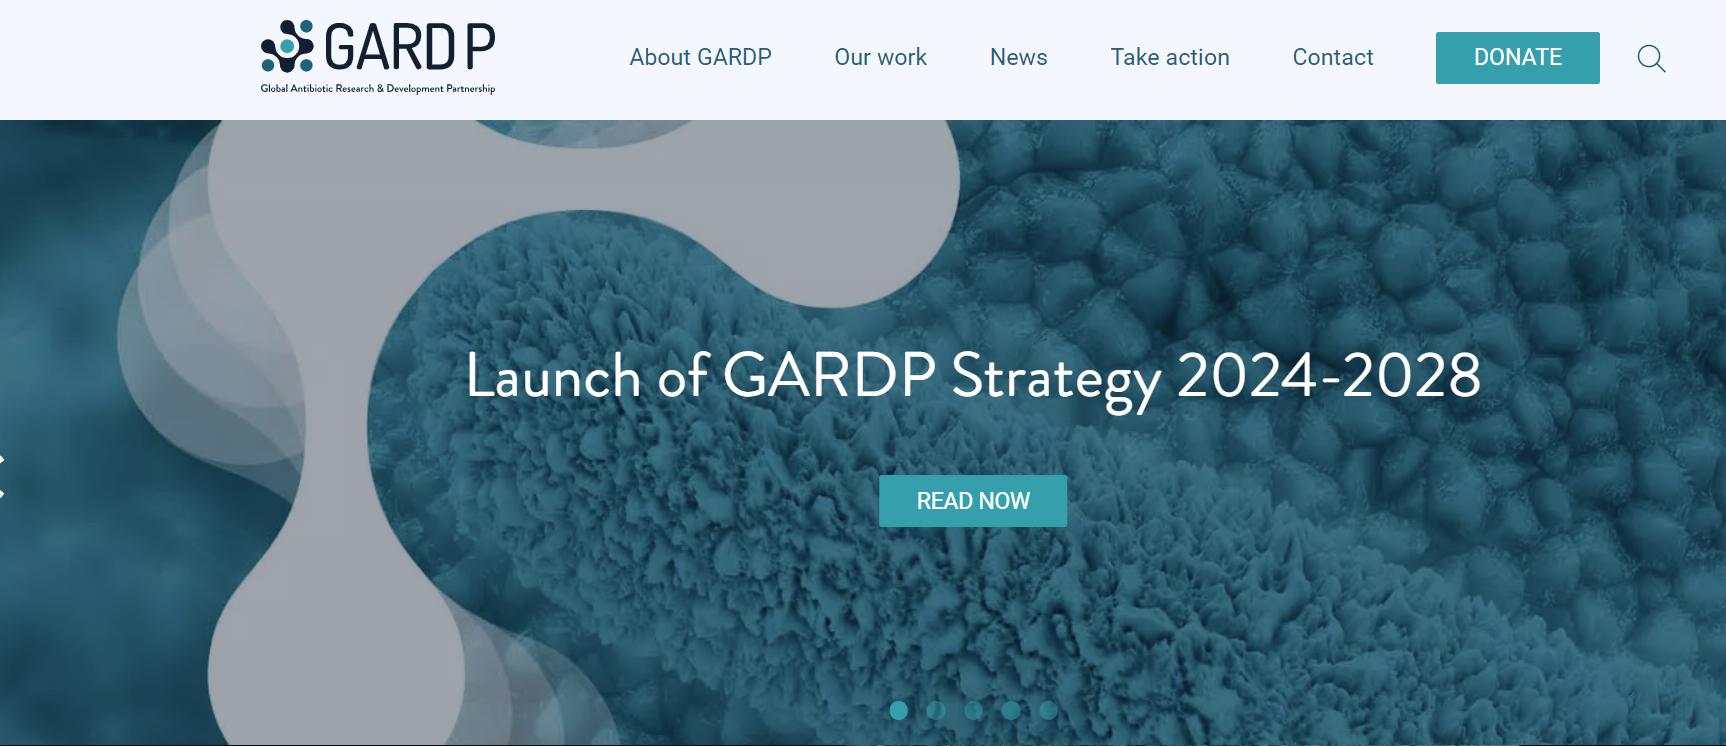 GARDP
Global Antibiotic Research & Development Partnership
About GARDP
Our work
News
Take action
Contact
DONATE
Launch of GARDP Strategy 2024-2028
READ NOW